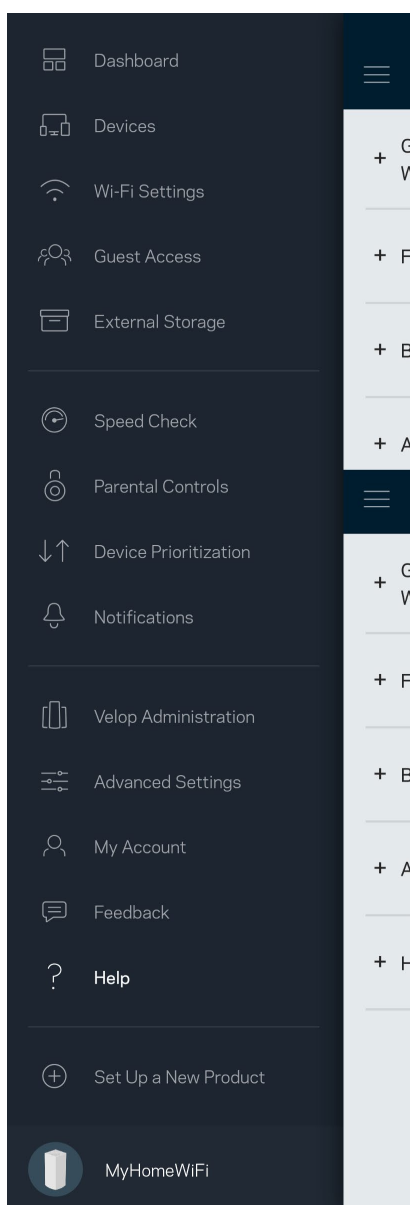 Dashboard
Devices
Wi-Fi Settings
Guest Access
External Storage
Speed Check
Parental Controls
Device Prioritization
Notifications
Velop Administration
Advanced Settings
My Account
Feedback
Help
Set Up a New Product
MyHomeWiFi